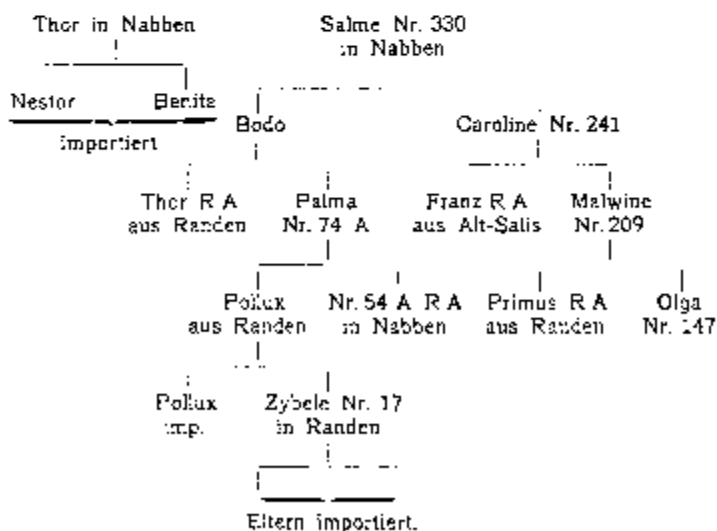 Thor in Nabben Salme Nr. 330
in Nabben
Nestor Benita
Importiert
Bodo Caroline Nr. 241
Thor R A Palma Franz R A Malwine
aus Randen Nr. 74 A aus Alt-Salis Nr. 209
Pollux Nr. 54 A R A Primus R A Olga
aus Randen in Nabben aus Randen Nr. 147
Pollux Zybele Nr. 17
imp. in Randen
Eltern importiert.